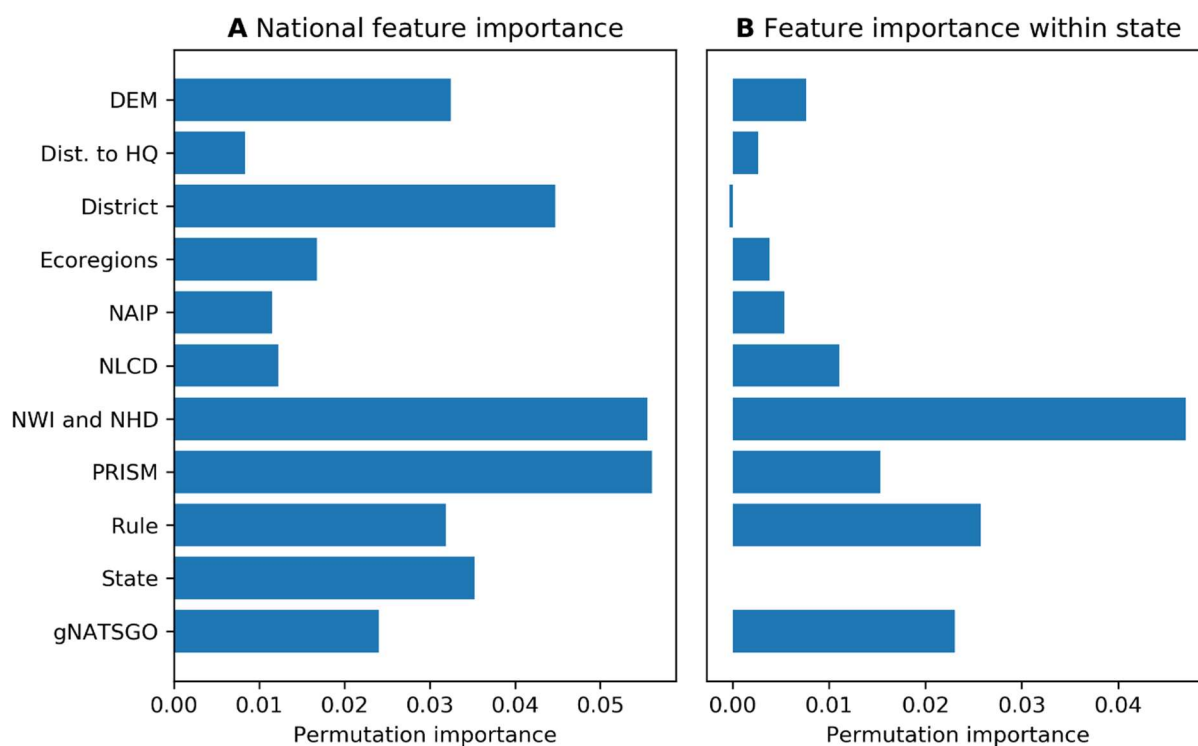 A National feature importance
B Feature importance within state
DEM
Dist. to HQ
District
Ecoregions
NAIP
NLCD
NWI and NHD
PRISM
Rule
State
gNATSGO
0.00 0.01 0.02 0.03 0.04 0.05
0.00 0.01 0.02 0.03 0.04
Permutation importance
Permutation importance